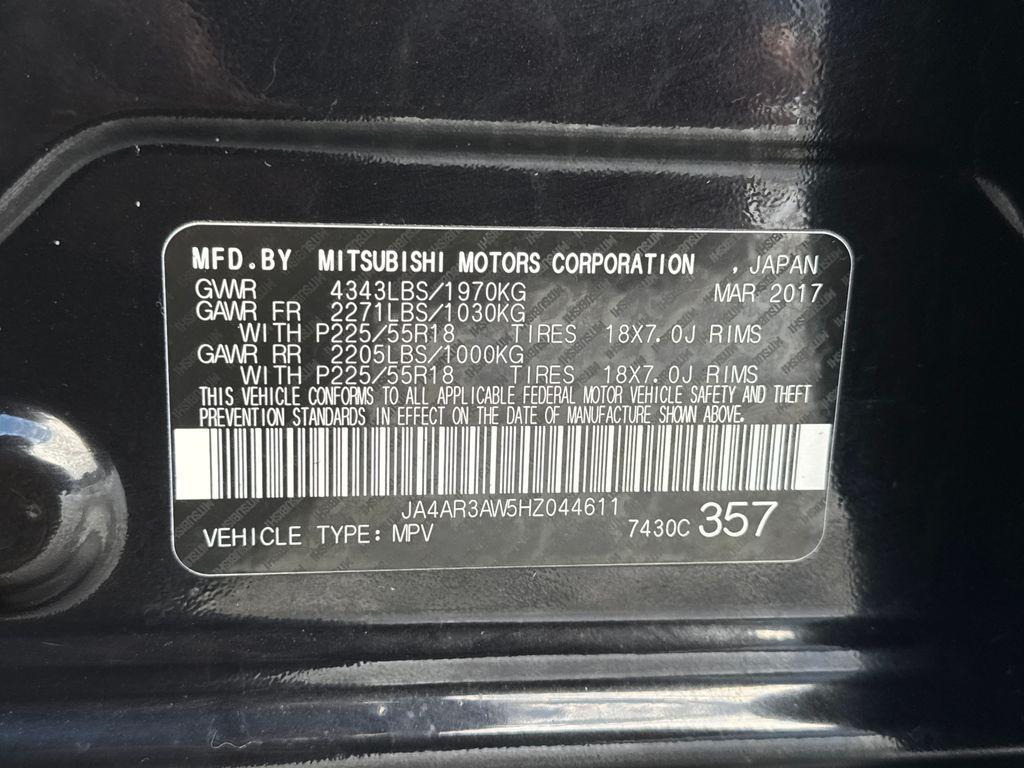 MFD.BY MITSUBISHI MOTORS CORPORATION , JAPAN
GVWR 4343LBS/1970KG MAR 2017
GAWR FR 2271LBS/1030KG
WITH P225/55R18 TIRES 18X7.0J RIMS
GAWR RR 2205LBS/1000KG
WITH P225/55R18 TIRES 18X7.0J RIMS
THIS VEHICLE CONFORMS TO ALL APPLICABLE FEDERAL MOTOR VEHICLE SAFETY AND THEFT
PREVENTION STANDARDS IN EFFECT ON THE DATE OF MANUFACTURE SHOWN ABOVE.
JA4AR3AW5HZ044611
VEHICLE TYPE: MPV 7430C 357